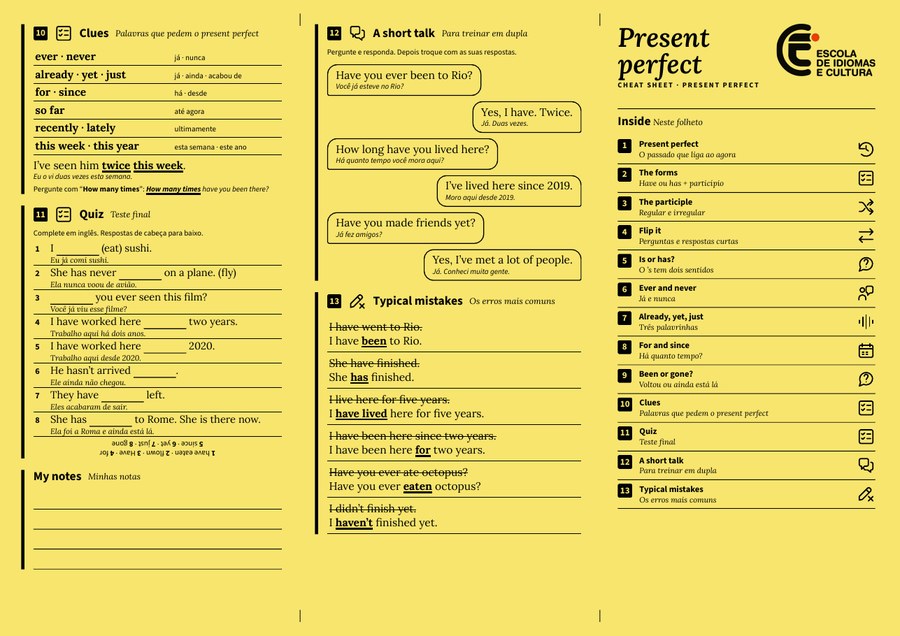 10 Clues Palavras que pedem o present perfect
ever · never já · nunca
already · yet · just já · ainda · acabou de
for · since há · desde
so far até agora
recently · lately ultimamente
this week · this year esta semana · este ano
I've seen him twice this week.
Eu o vi duas vezes esta semana.
Pergunte com "How many times": How many times have you been there?
11 Quiz Teste final
Complete em inglês. Respostas de cabeça para baixo.
1 I ________ (eat) sushi.
Eu já comi sushi.
2 She has never ________ on a plane. (fly)
Ela nunca voou de avião.
3 ________ you ever seen this film?
Você já viu esse filme?
4 I have worked here ________ two years.
Trabalho aqui há dois anos.
5 I have worked here ________ 2020.
Trabalho aqui desde 2020.
6 He hasn't arrived ________.
Ele ainda não chegou.
7 They have ________ left.
Eles acabaram de sair.
8 She has ________ to Rome. She is there now.
Ela foi a Roma e ainda está lá.
1 have eaten · 2 flown · 3 Have · 4 for
5 since · 6 yet · 7 just · 8 gone
My notes Minhas notas
12 A short talk Para treinar em dupla
Pergunte e responda. Depois troque com as suas respostas.
Have you ever been to Rio?
Você já esteve no Rio?
Yes, I have. Twice.
Já. Duas vezes.
How long have you lived here?
Há quanto tempo você mora aqui?
I've lived here since 2019.
Moro aqui desde 2019.
Have you made friends yet?
Já fez amigos?
Yes, I've met a lot of people.
Já. Conheci muita gente.
13 Typical mistakes Os erros mais comuns
I have went to Rio.
I have been to Rio.
She have finished.
She has finished.
I live here for five years.
I have lived here for five years.
I have been here since two years.
I have been here for two years.
Have you ever ate octopus?
Have you ever eaten octopus?
I didn't finish yet.
I haven't finished yet.
Present
perfect
CHEAT SHEET · PRESENT PERFECT
ESCOLA
DE IDIOMAS
E CULTURA
Inside Neste folheto
1 Present perfect
O passado que liga ao agora
2 The forms
Have ou has + particípio
3 The participle
Regular e irregular
4 Flip it
Perguntas e respostas curtas
5 Is or has?
O 's tem dois sentidos
6 Ever and never
Já e nunca
7 Already, yet, just
Três palavrinhas
8 For and since
Há quanto tempo?
9 Been or gone?
Voltou ou ainda está lá
10 Clues
Palavras que pedem o present perfect
11 Quiz
Teste final
12 A short talk
Para treinar em dupla
13 Typical mistakes
Os erros mais comuns